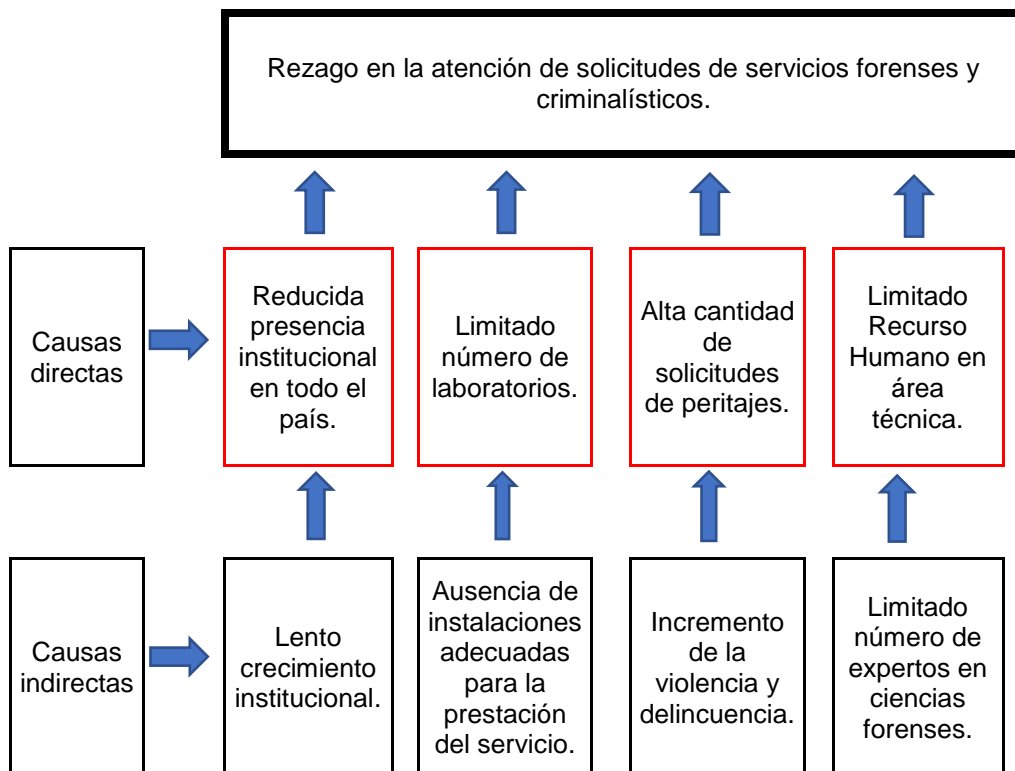 Rezago en la atención de solicitudes de servicios forenses y
criminalísticos.
Causas
directas
Reducida
presencia
institucional
en todo el
país.
Limitado
número de
laboratorios.
Alta cantidad
de
solicitudes
de peritajes.
Limitado
Recurso
Humano en
área
técnica.
Causas
indirectas
Lento
crecimiento
institucional.
Ausencia de
instalaciones
adecuadas
para la
prestación
del servicio.
Incremento
de la
violencia y
delincuencia.
Limitado
número de
expertos en
ciencias
forenses.